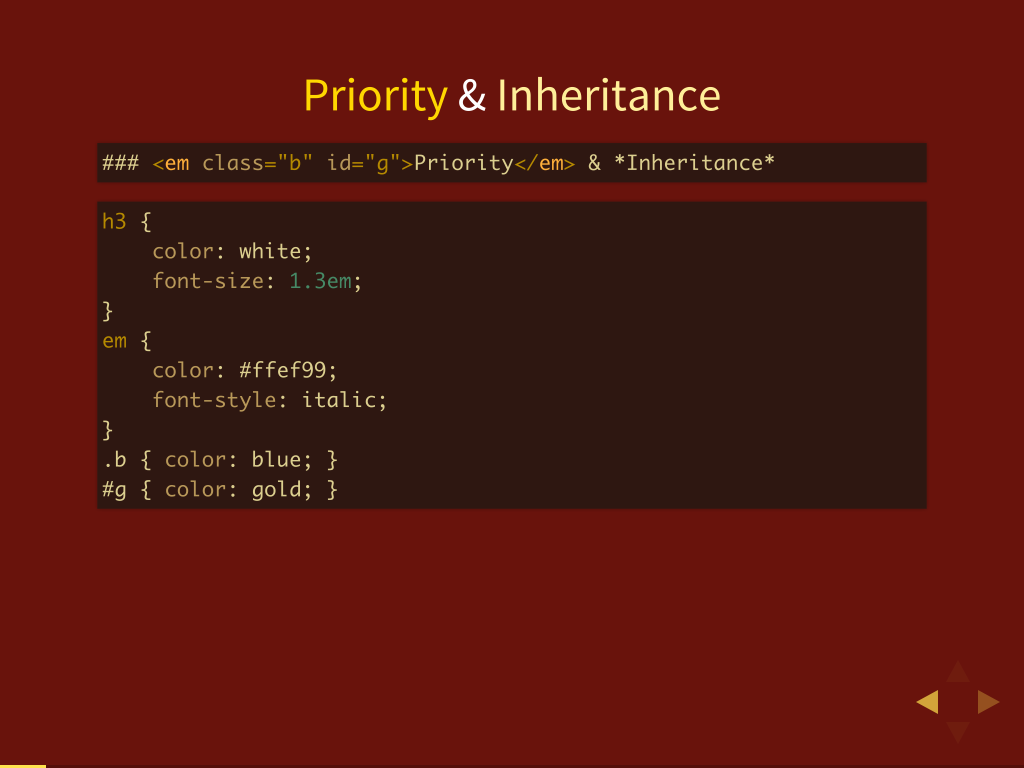 Priority & Inheritance
### <em class="b" id="g">Priority</em> & *Inheritance*
h3 {
    color: white;
    font-size: 1.3em;
}
em {
    color: #ffef99;
    font-style: italic;
}
.b { color: blue; }
#g { color: gold; }